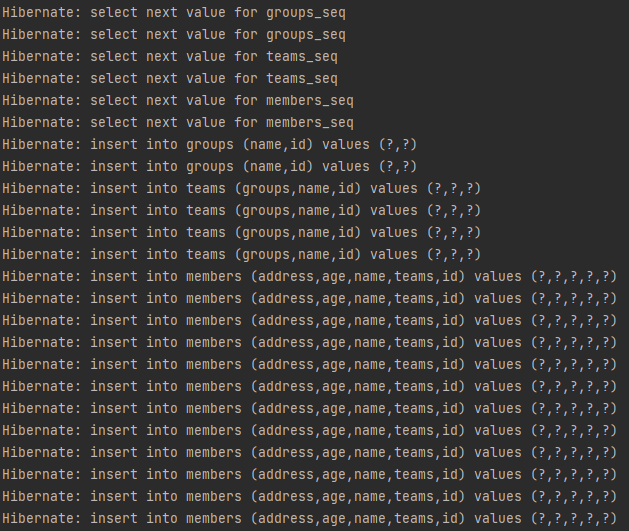 Hibernate: select next value for groups_seq
Hibernate: select next value for groups_seq
Hibernate: select next value for teams_seq
Hibernate: select next value for teams_seq
Hibernate: select next value for members_seq
Hibernate: select next value for members_seq
Hibernate: insert into groups (name,id) values (?,?)
Hibernate: insert into groups (name,id) values (?,?)
Hibernate: insert into teams (groups,name,id) values (?,?,?)
Hibernate: insert into teams (groups,name,id) values (?,?,?)
Hibernate: insert into teams (groups,name,id) values (?,?,?)
Hibernate: insert into teams (groups,name,id) values (?,?,?)
Hibernate: insert into members (address,age,name,teams,id) values (?,?,?,?,?)
Hibernate: insert into members (address,age,name,teams,id) values (?,?,?,?,?)
Hibernate: insert into members (address,age,name,teams,id) values (?,?,?,?,?)
Hibernate: insert into members (address,age,name,teams,id) values (?,?,?,?,?)
Hibernate: insert into members (address,age,name,teams,id) values (?,?,?,?,?)
Hibernate: insert into members (address,age,name,teams,id) values (?,?,?,?,?)
Hibernate: insert into members (address,age,name,teams,id) values (?,?,?,?,?)
Hibernate: insert into members (address,age,name,teams,id) values (?,?,?,?,?)
Hibernate: insert into members (address,age,name,teams,id) values (?,?,?,?,?)
Hibernate: insert into members (address,age,name,teams,id) values (?,?,?,?,?)
Hibernate: insert into members (address,age,name,teams,id) values (?,?,?,?,?)
Hibernate: insert into members (address,age,name,teams,id) values (?,?,?,?,?)